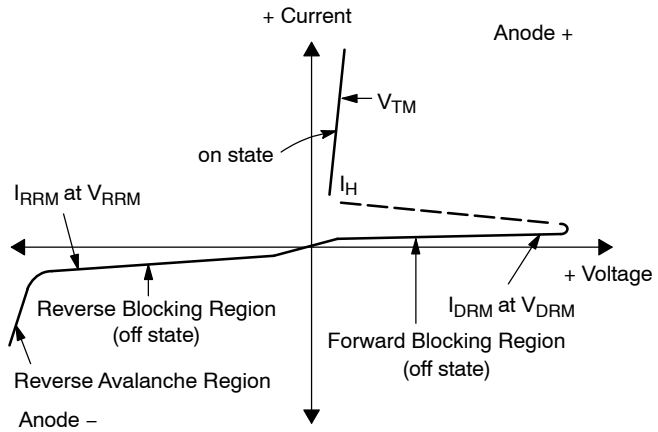 + Current
Anode +
V_TM
on state
I_H
I_RRM at V_RRM
+ Voltage
Reverse Blocking Region
(off state)
I_DRM at V_DRM
Forward Blocking Region
(off state)
Reverse Avalanche Region
Anode −